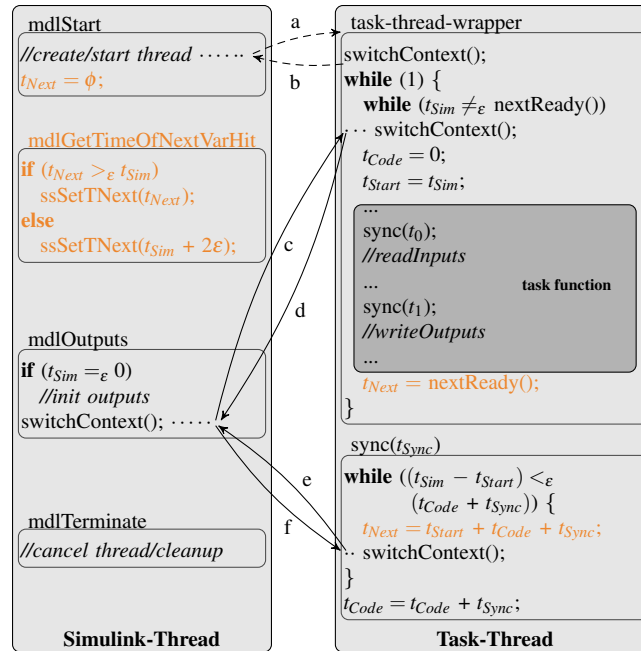 mdlStart
//create/start thread ······
t_Next = ϕ;
mdlGetTimeOfNextVarHit
if (t_Next >_ε t_Sim)
ssSetTNext(t_Next);
else
ssSetTNext(t_Sim + 2ε);
mdlOutputs
if (t_Sim =_ε 0)
//init outputs
switchContext(); ·····
mdlTerminate
//cancel thread/cleanup
Simulink-Thread
a
b
c
d
e
f
task-thread-wrapper
switchContext();
while (1) {
while (t_Sim ≠_ε nextReady())
··· switchContext();
t_Code = 0;
t_Start = t_Sim;
...
sync(t_0);
//readInputs
...
task function
sync(t_1);
//writeOutputs
...
t_Next = nextReady();
}
sync(t_Sync)
while ((t_Sim − t_Start) <_ε
(t_Code + t_Sync)) {
t_Next = t_Start + t_Code + t_Sync;
·· switchContext();
}
t_Code = t_Code + t_Sync;
Task-Thread